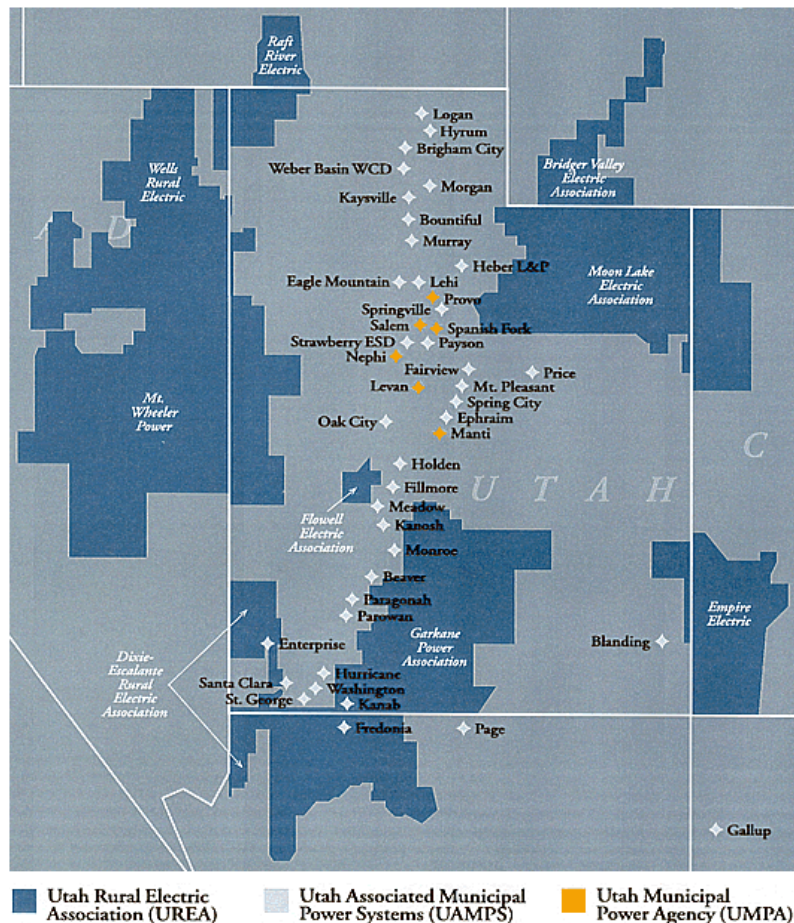 Raft
River
Electric
Logan
Hyrum
Brigham City
Weber Basin WCD
Morgan
Kaysville
Bountiful
Murray
Wells
Rural
Electric
Bridger Valley
Electric
Association
Heber L&P
Moon Lake
Electric
Association
Eagle Mountain
Lehi
Provo
Springville
Salem
Spanish Fork
Strawberry ESD
Payson
Nephi
Fairview
Price
Levan
Mt. Pleasant
Spring City
Mt.
Wheeler
Power
Oak City
Ephraim
Manti
Holden
Fillmore
UTAH
C
A D
Meadow
Flowell
Electric
Association
Kanosh
Monroe
Beaver
Paragonah
Parowan
Garkane
Power
Association
Empire
Electric
Enterprise
Blanding
Dixie-
Escalante
Rural
Electric
Association
Hurricane
Santa Clara
Washington
St. George
Kanab
Fredonia
Page
Gallup
Utah Rural Electric
Association (UREA)
Utah Associated Municipal
Power Systems (UAMPS)
Utah Municipal
Power Agency (UMPA)